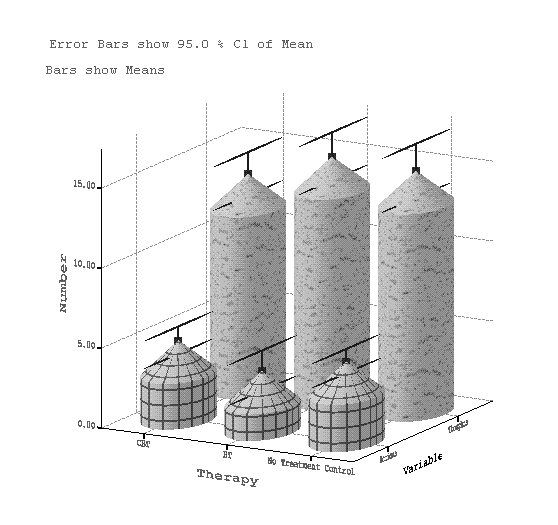 Error Bars show 95.0 % Cl of Mean
Bars show Means
15.00
10.00
5.00
0.00
Number
CBT
BT
No Treatment Control
Therapy
Thoughts
Variable